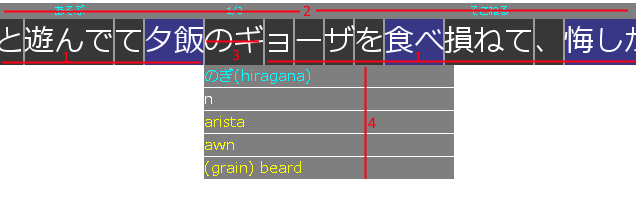 あそぶ 1/2 2 そこねる
と遊んでて夕飯のギョーザを食べ損ねて、悔し
1 3 1
のぎ(hiragana)
n
arista 4
awn
(grain) beard